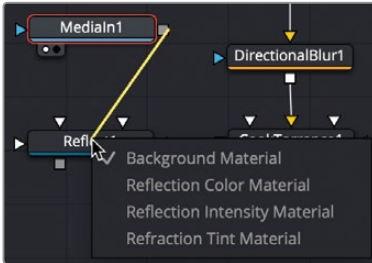 MediaIn1
DirectionalBlur1
Background Material
Reflection Color Material
Reflection Intensity Material
Refraction Tint Material